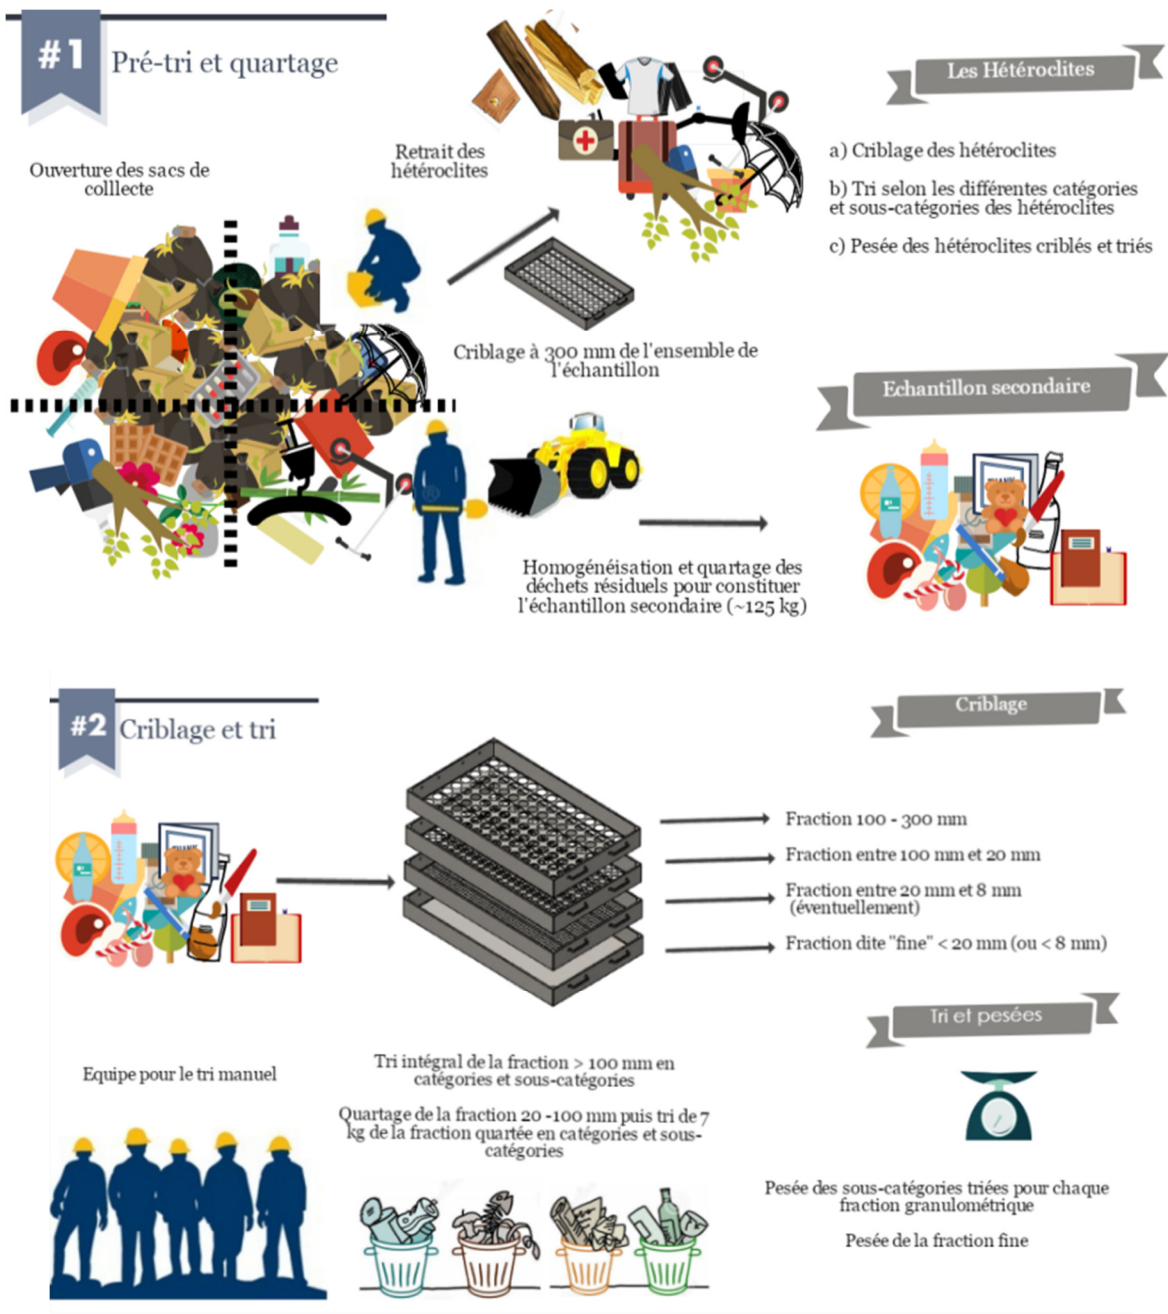 #1 Pré-tri et quartage
Ouverture des sacs de
colllecte
Retrait des
hétéroclites
Les Hétéroclites
a) Criblage des hétéroclites
b) Tri selon les différentes catégories
et sous-catégories des hétéroclites
c) Pesée des hétéroclites criblés et triés
Criblage à 300 mm de l'ensemble de
l'échantillon
Echantillon secondaire
Homogénéisation et quartage des
déchets résiduels pour constituer
l'échantillon secondaire (~125 kg)
#2 Criblage et tri
Criblage
Fraction 100 - 300 mm
Fraction entre 100 mm et 20 mm
Fraction entre 20 mm et 8 mm
(éventuellement)
Fraction dite "fine" < 20 mm (ou < 8 mm)
Tri et pesées
Equipe pour le tri manuel
Tri intégral de la fraction > 100 mm en
catégories et sous-catégories
Quartage de la fraction 20 -100 mm puis tri de 7
kg de la fraction quartée en catégories et sous-
catégories
Pesée des sous-catégories triées pour chaque
fraction granulométrique
Pesée de la fraction fine